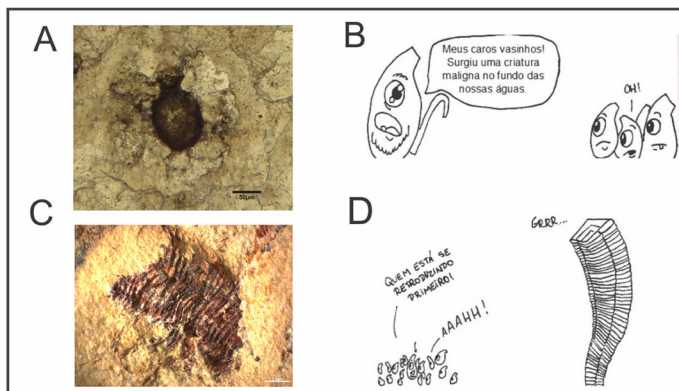 A
B
Meus caros vasinhos!
Surgiu uma criatura
maligna no fundo das
nossas águas
OH!
50µm
C
D
GRRR...
QUEM ESTÁ SE
REPRODUZINDO
PRIMEIRO!
AAAHH!